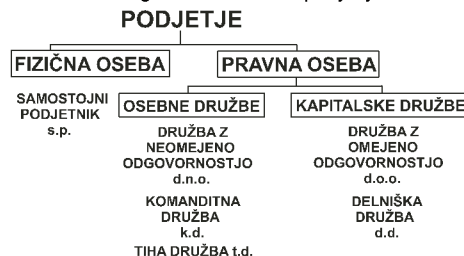 PODJETJE
FIZIČNA OSEBA
PRAVNA OSEBA
SAMOSTOJNI
PODJETNIK
s.p.
OSEBNE DRUŽBE
KAPITALSKE DRUŽBE
DRUŽBA Z
NEOMEJENO
ODGOVORNOSTJO
d.n.o.
KOMANDITNA
DRUŽBA
k.d.
TIHA DRUŽBA t.d.
DRUŽBA Z
OMEJENO
ODGOVORNOSTJO
d.o.o.
DELNIŠKA
DRUŽBA
d.d.